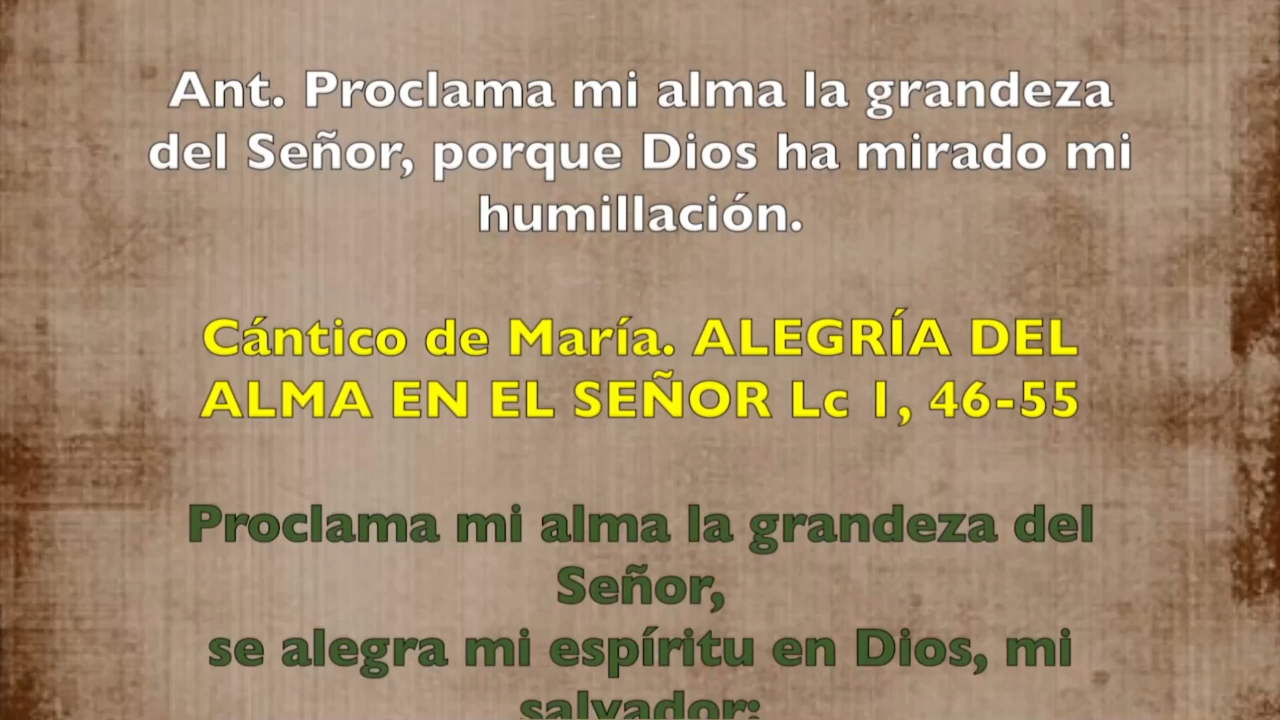 Ant. Proclama mi alma la grandeza
del Señor, porque Dios ha mirado mi
humillación.
Cántico de María. ALEGRÍA DEL
ALMA EN EL SEÑOR Lc 1, 46-55
Proclama mi alma la grandeza del
Señor,
se alegra mi espíritu en Dios, mi
salvador: